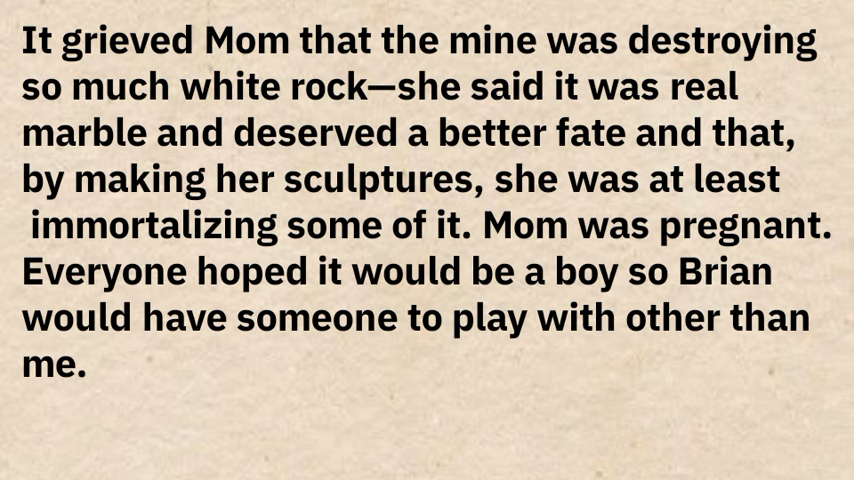 It grieved Mom that the mine was destroying
so much white rock—she said it was real
marble and deserved a better fate and that,
by making her sculptures, she was at least
immortalizing some of it. Mom was pregnant.
Everyone hoped it would be a boy so Brian
would have someone to play with other than
me.